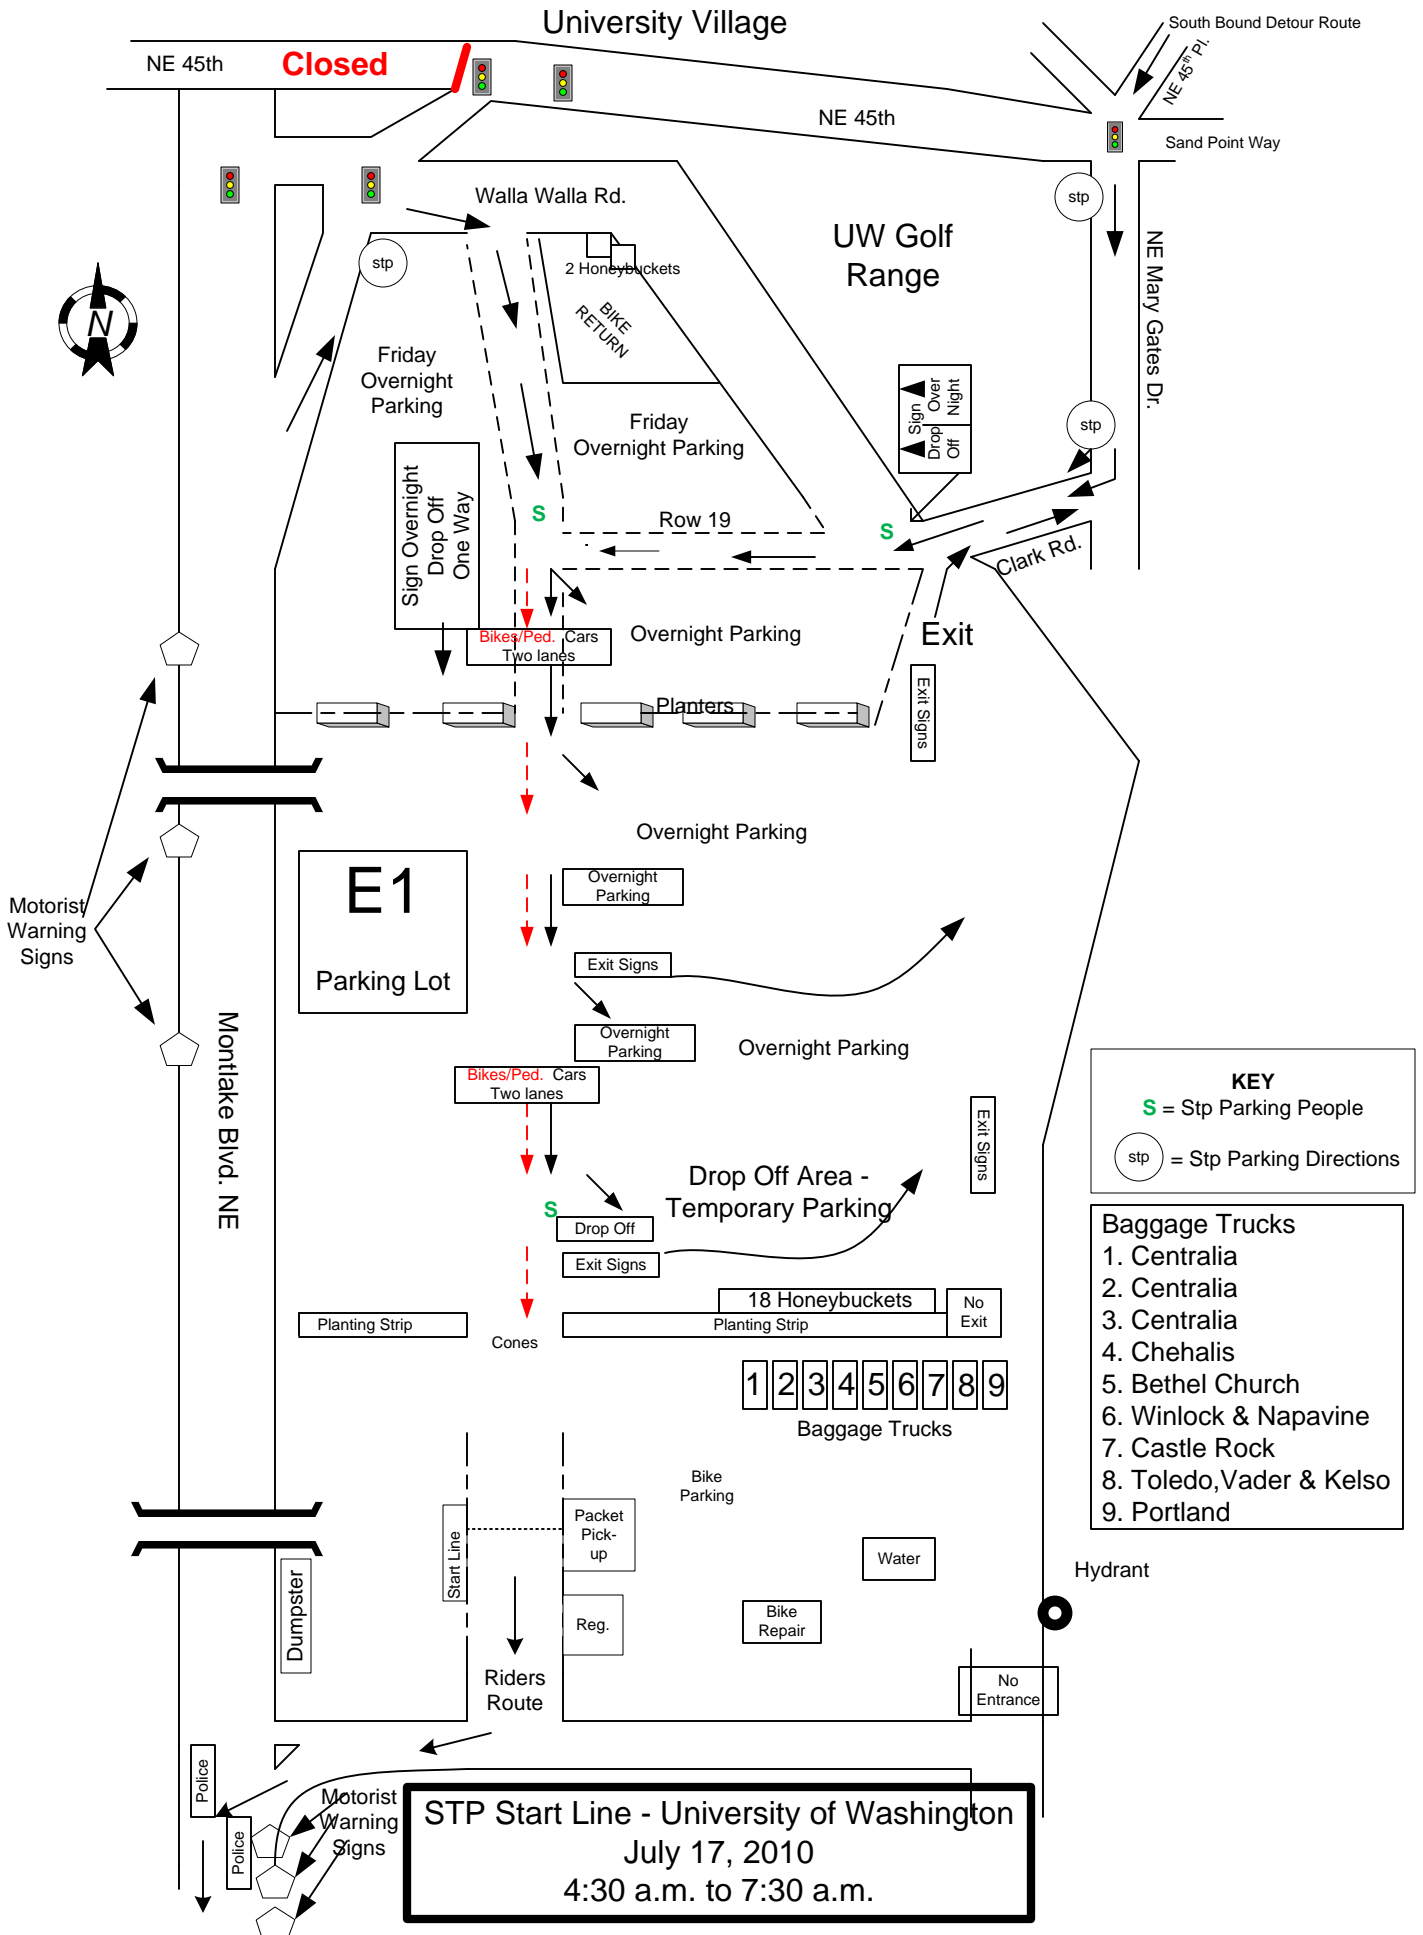 University Village
South Bound Detour Route
NE 45th
Closed
NE 45th Pl.
NE 45th
Sand Point Way
stp
Walla Walla Rd.
UW Golf
Range
stp
2 Honeybuckets
NE Mary Gates Dr.
BIKE
RETURN
N
Friday
Overnight
Parking
Sign Over
Night
Drop
Off
stp
Friday
Overnight Parking
Sign Overnight
Drop Off
One Way
S
Row 19
S
Clark Rd.
Bikes/Ped. Cars
Two lanes
Overnight Parking
Exit
Exit Signs
Planters
Overnight Parking
E1
Parking Lot
Overnight
Parking
Motorist
Warning
Signs
Exit Signs
Overnight
Parking
Overnight Parking
Montlake Blvd. NE
Bikes/Ped. Cars
Two lanes
KEY
S = Stp Parking People
stp = Stp Parking Directions
Exit Signs
Drop Off Area -
Temporary Parking
S
Drop Off
Exit Signs
Baggage Trucks
1. Centralia
2. Centralia
3. Centralia
4. Chehalis
5. Bethel Church
6. Winlock & Napavine
7. Castle Rock
8. Toledo,Vader & Kelso
9. Portland
18 Honeybuckets
No
Exit
Planting Strip
Planting Strip
Cones
1 2 3 4 5 6 7 8 9
Baggage Trucks
Bike
Parking
Start Line
Packet
Pick-
up
Water
Hydrant
Dumpster
Reg.
Bike
Repair
Riders
Route
No
Entrance
Police
Police
Motorist
Warning
Signs
STP Start Line - University of Washington
July 17, 2010
4:30 a.m. to 7:30 a.m.